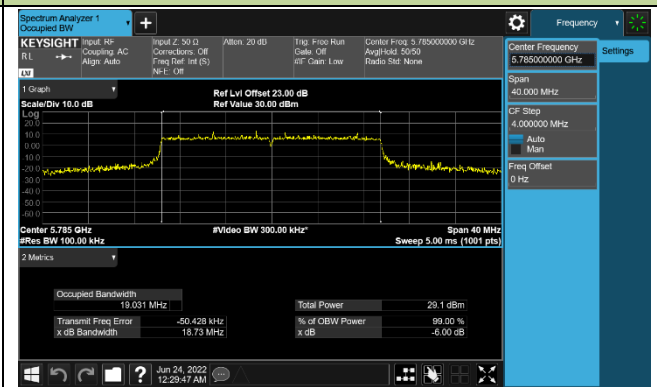 Spectrum Analyzer 1
Occupied BW
+
Frequency
KEYSIGHT
RL
LXI
Input: RF
Coupling: AC
Align: Auto
Input Z: 50 Ω
Corrections: Off
Freq Ref: Int (S)
NFE: Off
Atten: 20 dB
Trig: Free Run
Gate: Off
#IF Gain: Low
Center Freq: 5.785000000 GHz
Avg|Hold: 50/50
Radio Std: None
Center Frequency
5.785000000 GHz
Settings
Span
40.000 MHz
CF Step
4.000000 MHz
Auto
Man
Freq Offset
0 Hz
1 Graph
Scale/Div 10.0 dB
Ref Lvl Offset 23.00 dB
Ref Value 30.00 dBm
Log
20.0
10.0
0.00
-10.0
-20.0
-30.0
-40.0
-50.0
-60.0
Center 5.785 GHz
#Res BW 100.00 kHz
#Video BW 300.00 kHz*
Span 40 MHz
Sweep 5.00 ms (1001 pts)
2 Metrics
Occupied Bandwidth
19.031 MHz
Total Power 29.1 dBm
Transmit Freq Error -50.428 kHz
% of OBW Power 99.00 %
x dB Bandwidth 18.73 MHz
x dB -6.00 dB
?
Jun 24, 2022
12:29:47 AM